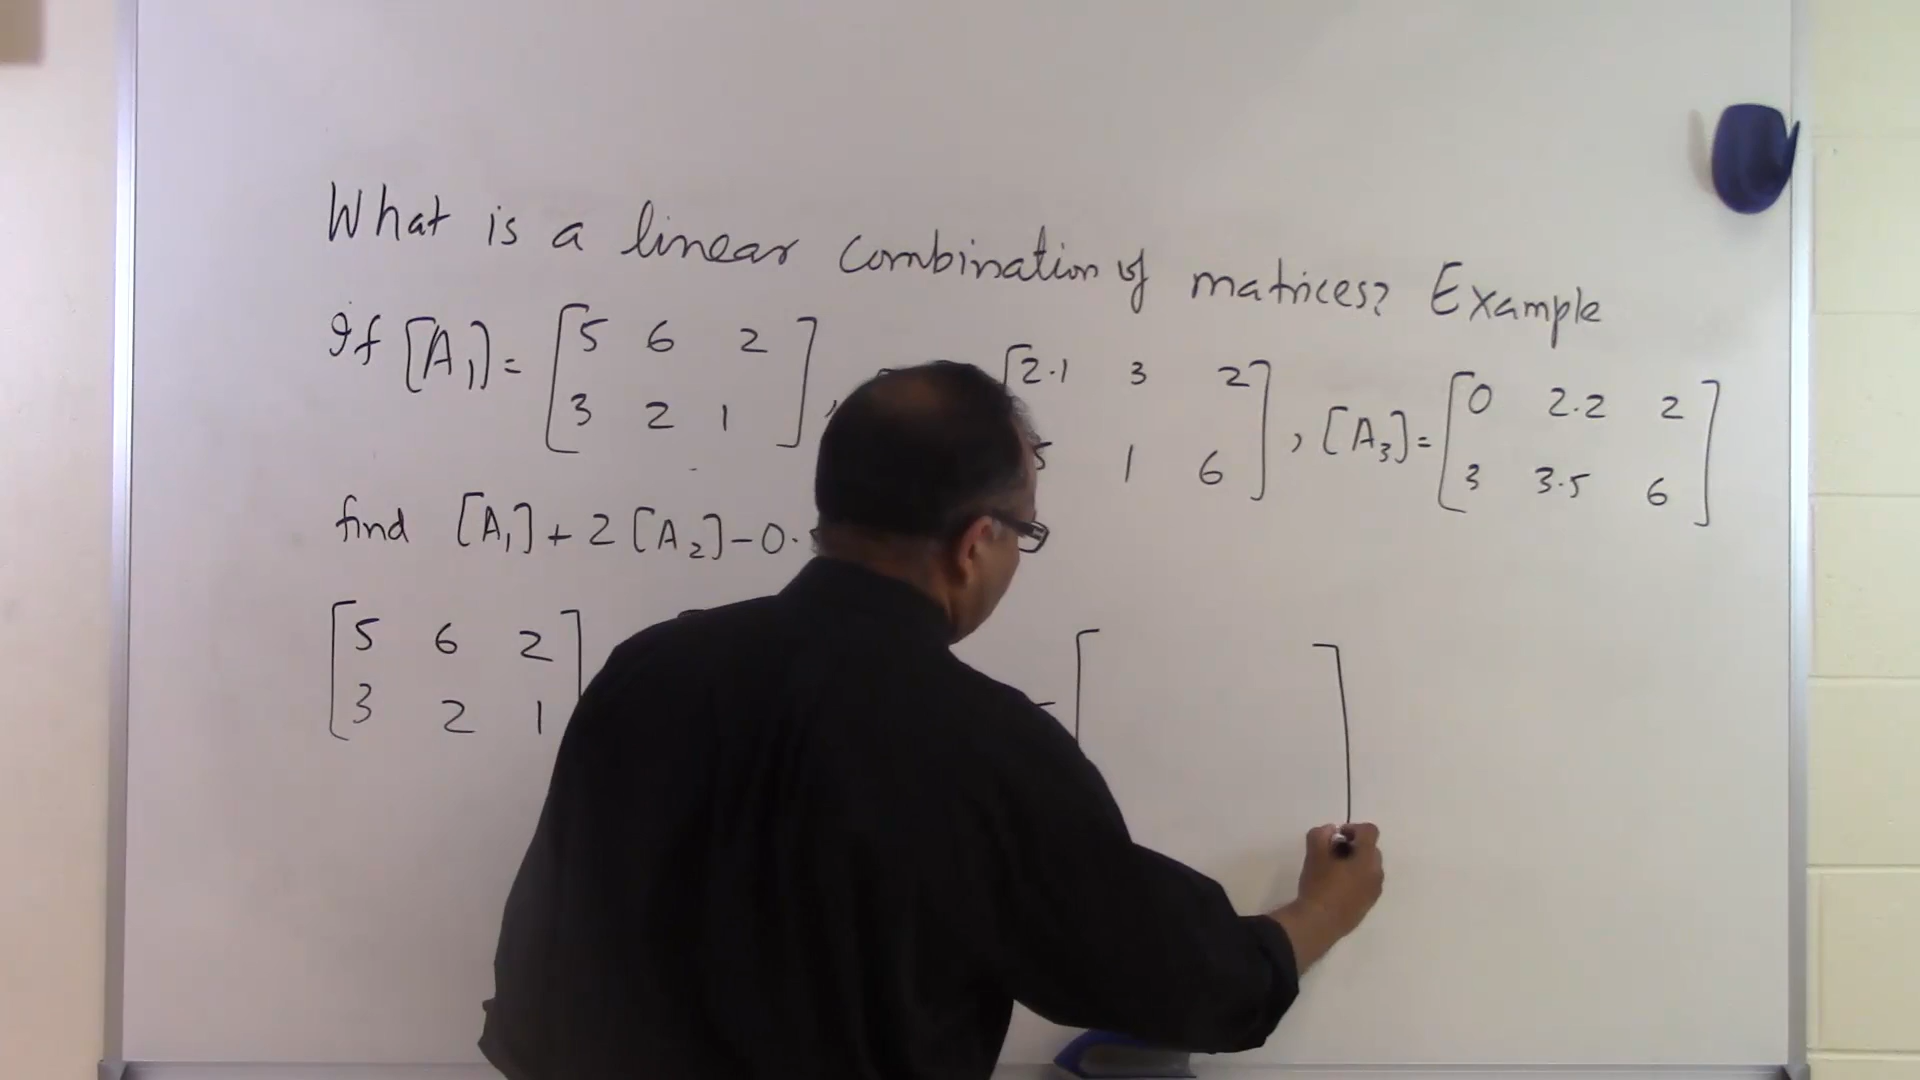 What is a linear combination of matrices? Example
If [A₁] = [5 6 2; 3 2 1], [2.1 3 2; 5 1 6], [A₃] = [0 2.2 2; 3 3.5 6]
find [A₁] + 2 [A₂] - 0.
[5 6 2; 3 2 1]